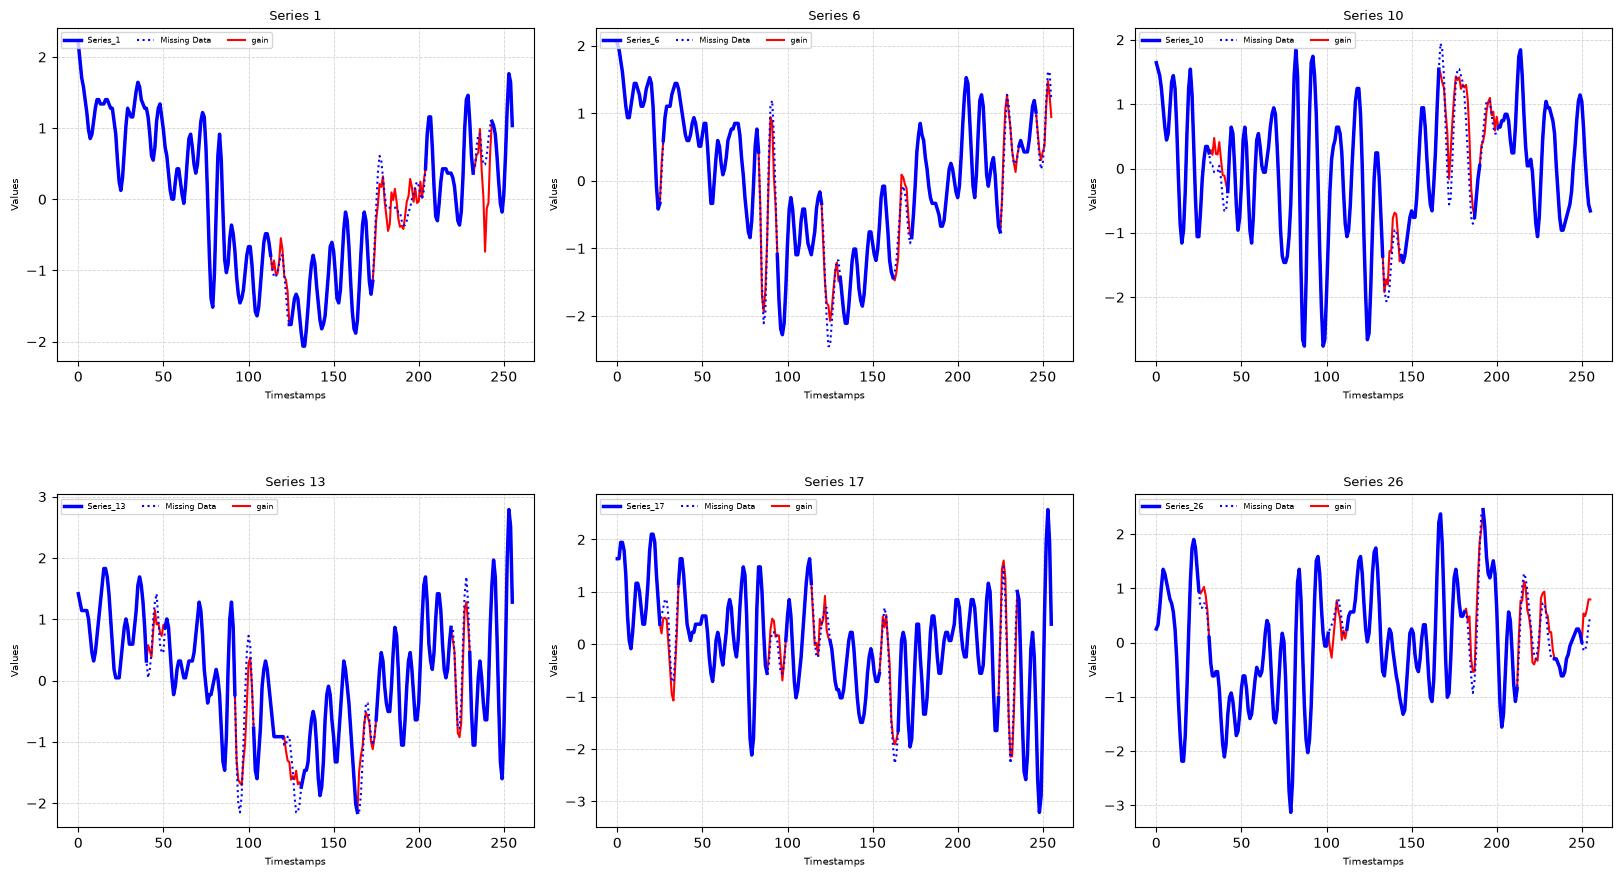 Series 1
Series_1 Missing Data gain
2
1
0
−1
−2
Values
0 50 100 150 200 250
Timestamps
Series 6
Series_6 Missing Data gain
2
1
0
−1
−2
Values
0 50 100 150 200 250
Timestamps
Series 10
Series_10 Missing Data gain
2
1
0
−1
−2
Values
0 50 100 150 200 250
Timestamps
Series 13
Series_13 Missing Data gain
3
2
1
0
−1
−2
Values
0 50 100 150 200 250
Timestamps
Series 17
Series_17 Missing Data gain
2
1
0
−1
−2
−3
Values
0 50 100 150 200 250
Timestamps
Series 26
Series_26 Missing Data gain
2
1
0
−1
−2
−3
Values
0 50 100 150 200 250
Timestamps